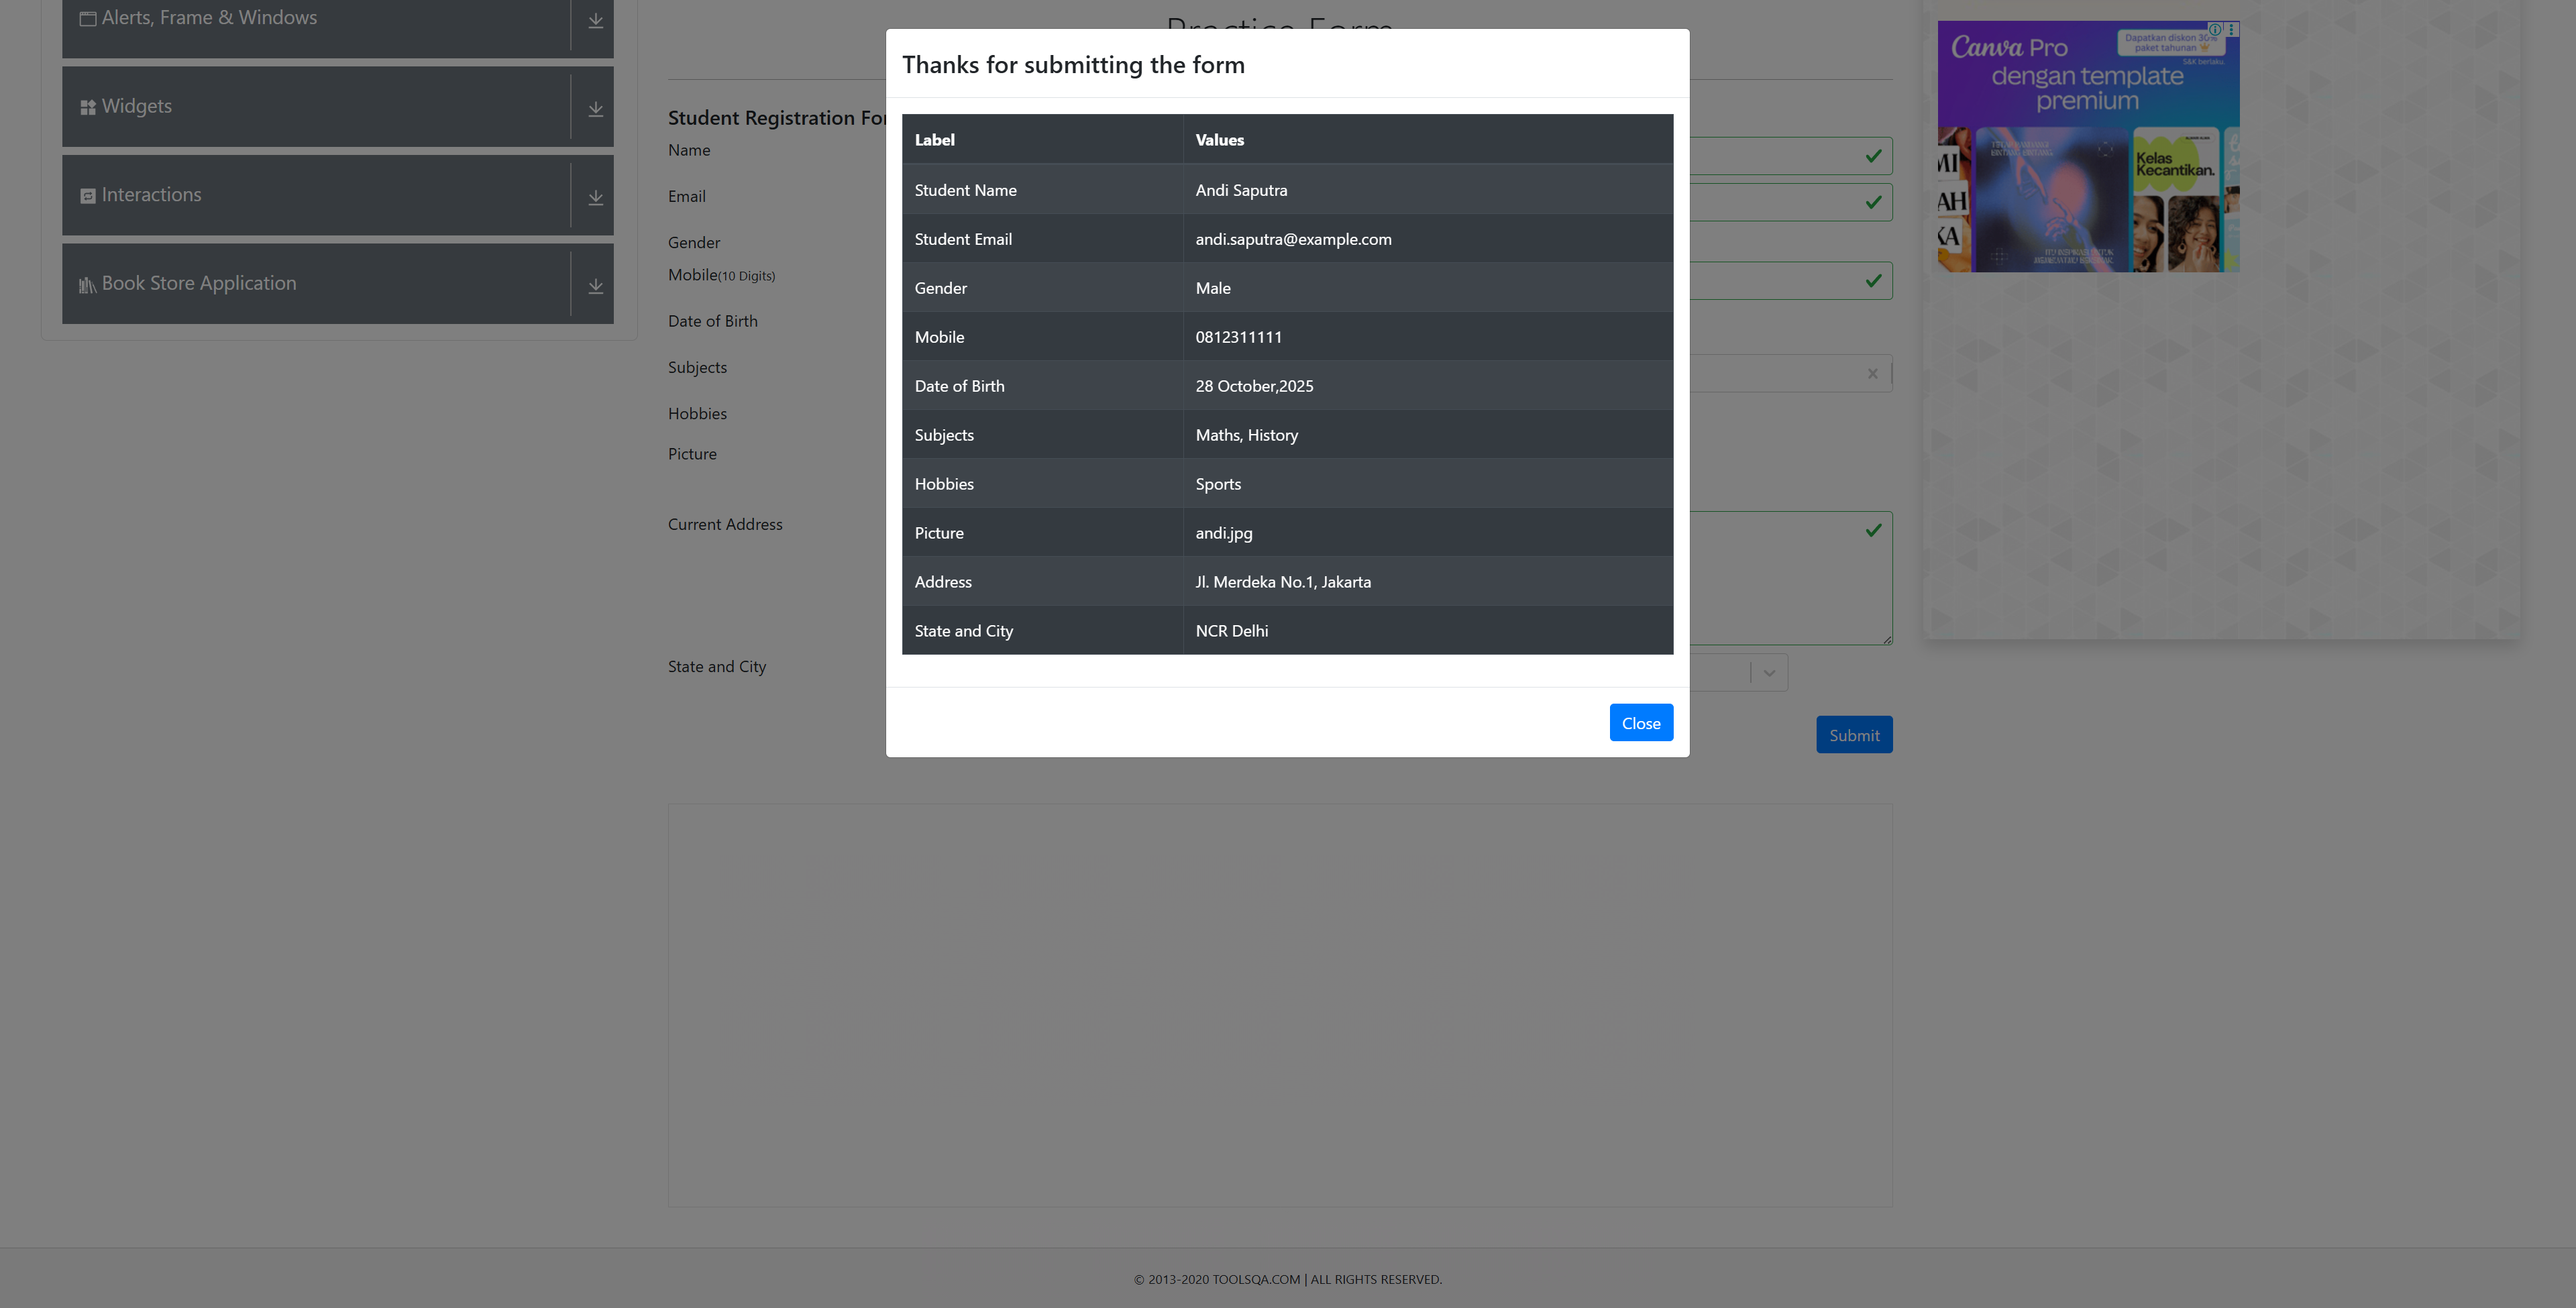 Alerts, Frame & Windows
Widgets
Interactions
Book Store Application
Practice Form
Student Registration For
Name
Email
Gender
Mobile(10 Digits)
Date of Birth
Subjects
Hobbies
Picture
Current Address
State and City
Submit
Thanks for submitting the form
Label Values
Student Name Andi Saputra
Student Email andi.saputra@example.com
Gender Male
Mobile 0812311111
Date of Birth 28 October,2025
Subjects Maths, History
Hobbies Sports
Picture andi.jpg
Address Jl. Merdeka No.1, Jakarta
State and City NCR Delhi
Close
Canva Pro
Dapatkan diskon 30%
paket tahunan
S&K berlaku.
dengan template
premium
MI
AH
KA
Kelas
Kecantikan.
© 2013-2020 TOOLSQA.COM | ALL RIGHTS RESERVED.